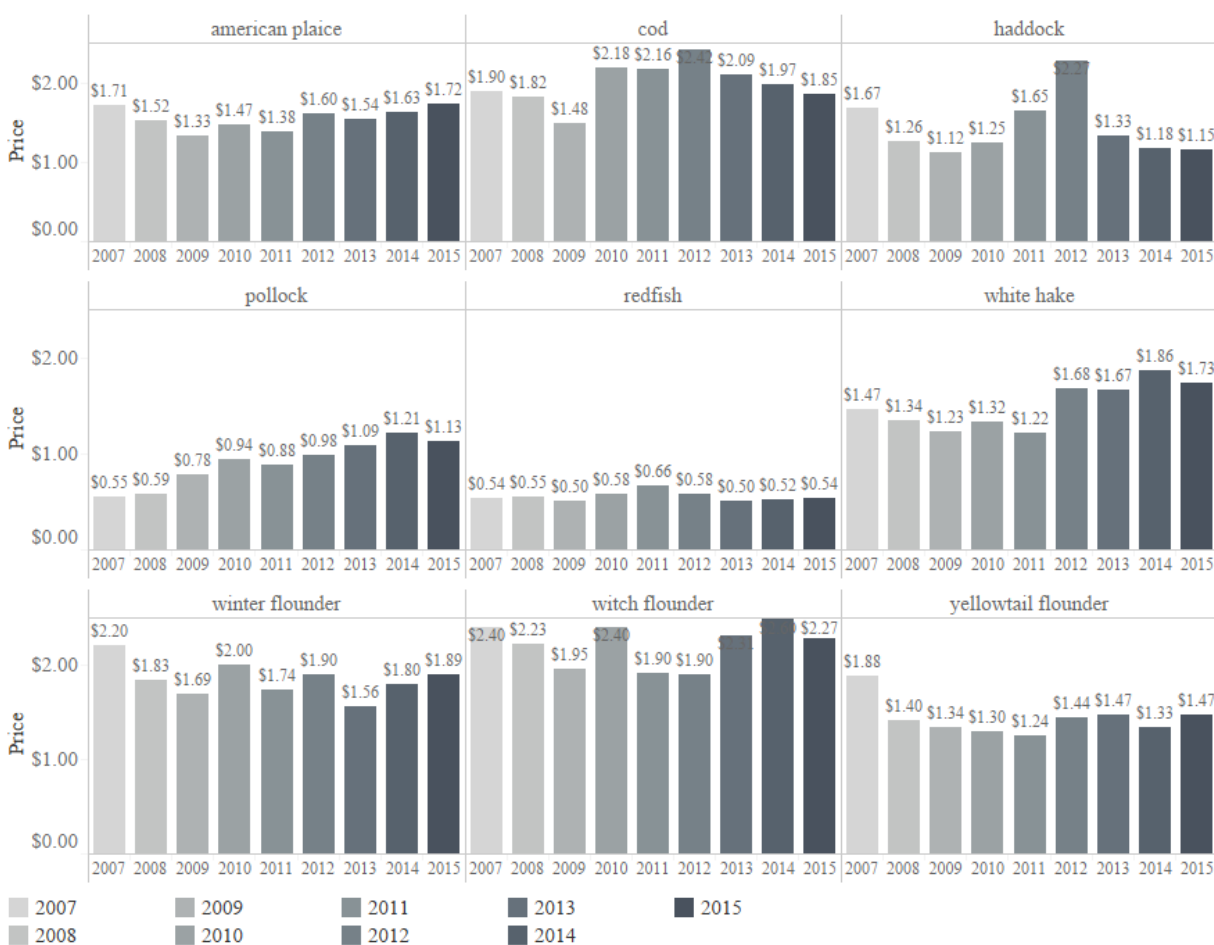 american plaice cod haddock
$2.00
$1.00
$0.00
Price
$1.71 $1.52 $1.33 $1.47 $1.38 $1.60 $1.54 $1.63 $1.72
$1.90 $1.82 $1.48 $2.18 $2.16 $2.42 $2.09 $1.97 $1.85
$1.67 $1.26 $1.12 $1.25 $1.65 $2.27 $1.33 $1.18 $1.15
2007 2008 2009 2010 2011 2012 2013 2014 2015 2007 2008 2009 2010 2011 2012 2013 2014 2015 2007 2008 2009 2010 2011 2012 2013 2014 2015
pollock redfish white hake
$2.00
$1.00
$0.00
Price
$0.55 $0.59 $0.78 $0.94 $0.88 $0.98 $1.09 $1.21 $1.13
$0.54 $0.55 $0.50 $0.58 $0.66 $0.58 $0.50 $0.52 $0.54
$1.47 $1.34 $1.23 $1.32 $1.22 $1.68 $1.67 $1.86 $1.73
2007 2008 2009 2010 2011 2012 2013 2014 2015 2007 2008 2009 2010 2011 2012 2013 2014 2015 2007 2008 2009 2010 2011 2012 2013 2014 2015
winter flounder witch flounder yellowtail flounder
$2.00
$1.00
$0.00
Price
$2.20 $1.83 $1.69 $2.00 $1.74 $1.90 $1.56 $1.80 $1.89
$2.40 $2.23 $1.95 $2.40 $1.90 $1.90 $2.31 $2.27
$1.88 $1.40 $1.34 $1.30 $1.24 $1.44 $1.47 $1.33 $1.47
2007 2008 2009 2010 2011 2012 2013 2014 2015 2007 2008 2009 2010 2011 2012 2013 2014 2015 2007 2008 2009 2010 2011 2012 2013 2014 2015
2007 2009 2011 2013 2015
2008 2010 2012 2014